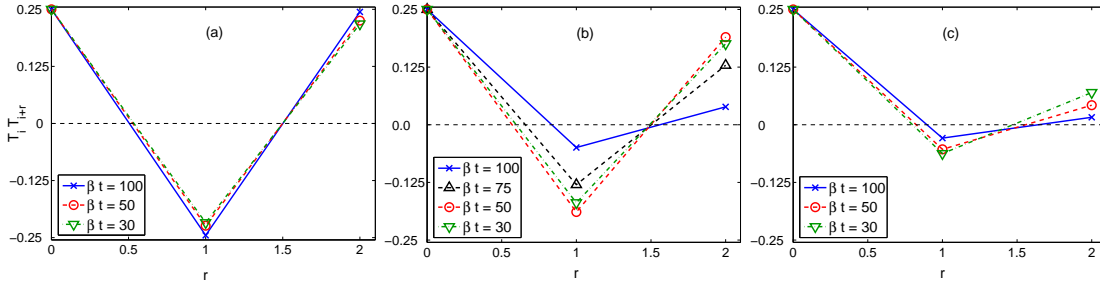 (a)
0.25
0.125
0
−0.125
−0.25
T_i T_{i+r}
β t = 100
β t = 50
β t = 30
0 0.5 1 1.5 2
r
(b)
0.25
0.125
0.0
−0.125
−0.25
β t = 100
β t = 75
β t = 50
β t = 30
0 0.5 1 1.5 2
r
(c)
0.25
0.125
0.0
−0.125
−0.25
β t = 100
β t = 50
β t = 30
0 0.5 1 1.5 2
r